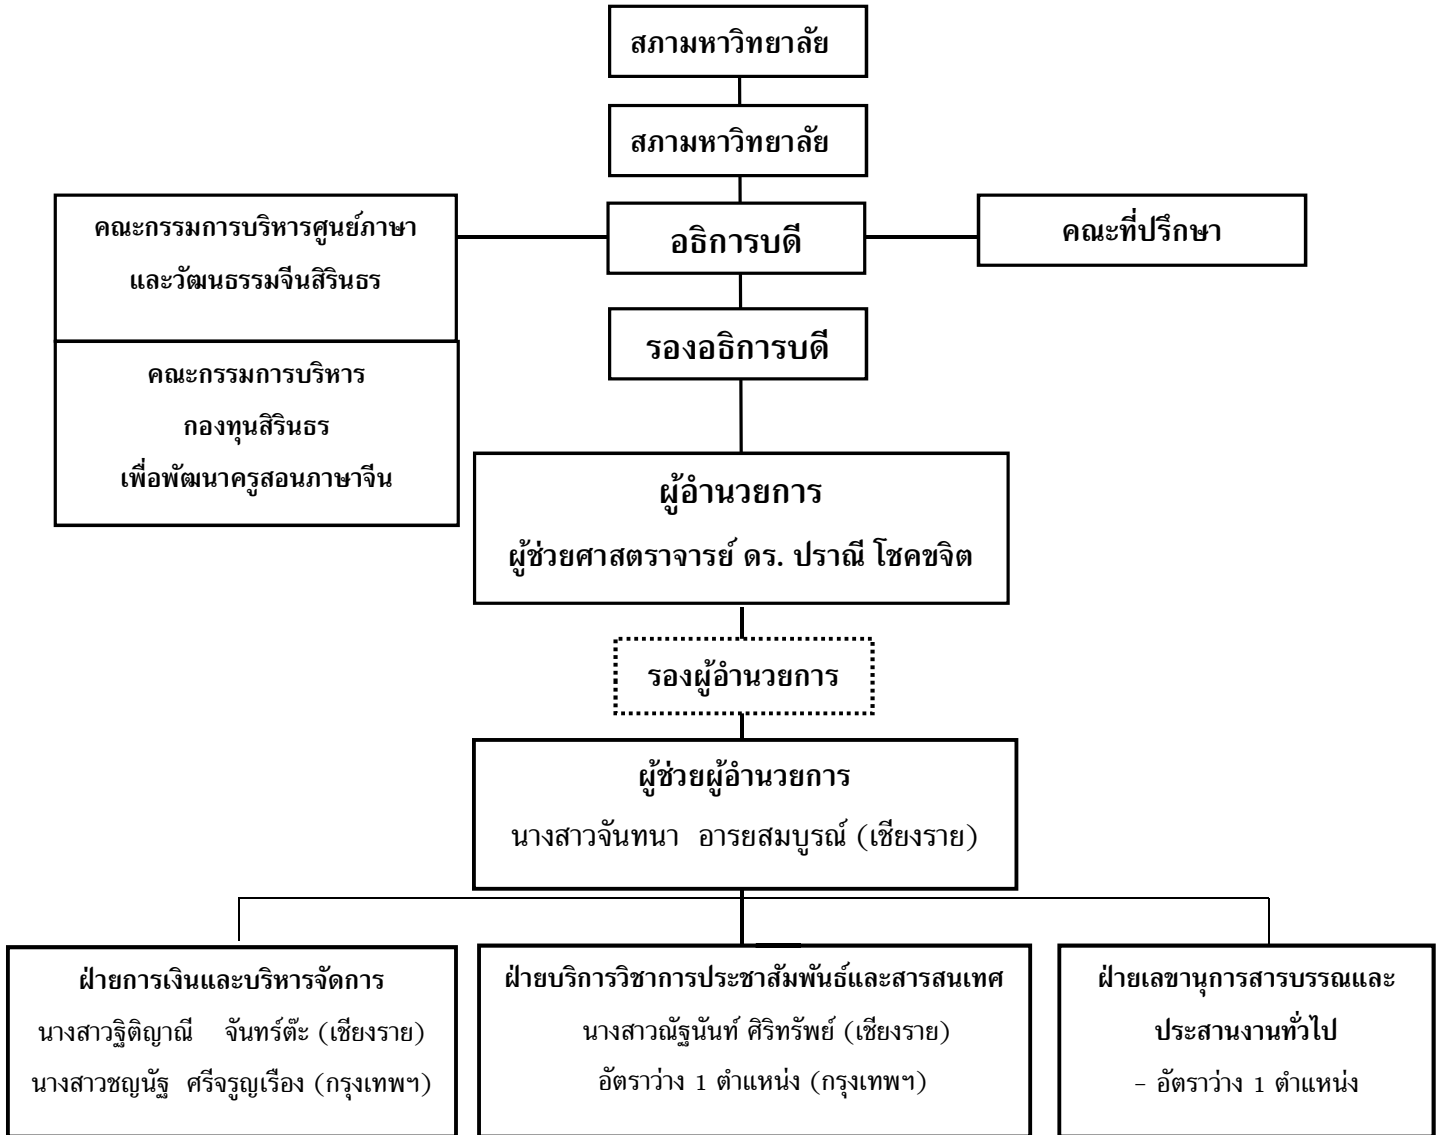 สภามหาวิทยาลัย
สภามหาวิทยาลัย
คณะกรรมการบริหารศูนย์ภาษา
และวัฒนธรรมจีนสิรินธร
อธิการบดี
คณะที่ปรึกษา
รองอธิการบดี
คณะกรรมการบริหาร
กองทุนสิรินธร
เพื่อพัฒนาครูสอนภาษาจีน
ผู้อำนวยการ
ผู้ช่วยศาสตราจารย์ ดร. ปราณี โชคขจิต
รองผู้อำนวยการ
ผู้ช่วยผู้อำนวยการ
นางสาวจันทนา อารยสมบูรณ์ (เชียงราย)
ฝ่ายการเงินและบริหารจัดการ
นางสาวฐิติญาณี จันทร์ต๊ะ (เชียงราย)
นางสาวชญนัฐ ศรีจรูญเรือง (กรุงเทพฯ)
ฝ่ายบริการวิชาการประชาสัมพันธ์และสารสนเทศ
นางสาวณัฐนันท์ ศิริทรัพย์ (เชียงราย)
อัตราว่าง 1 ตำแหน่ง (กรุงเทพฯ)
ฝ่ายเลขานุการสารบรรณและ
ประสานงานทั่วไป
- อัตราว่าง 1 ตำแหน่ง